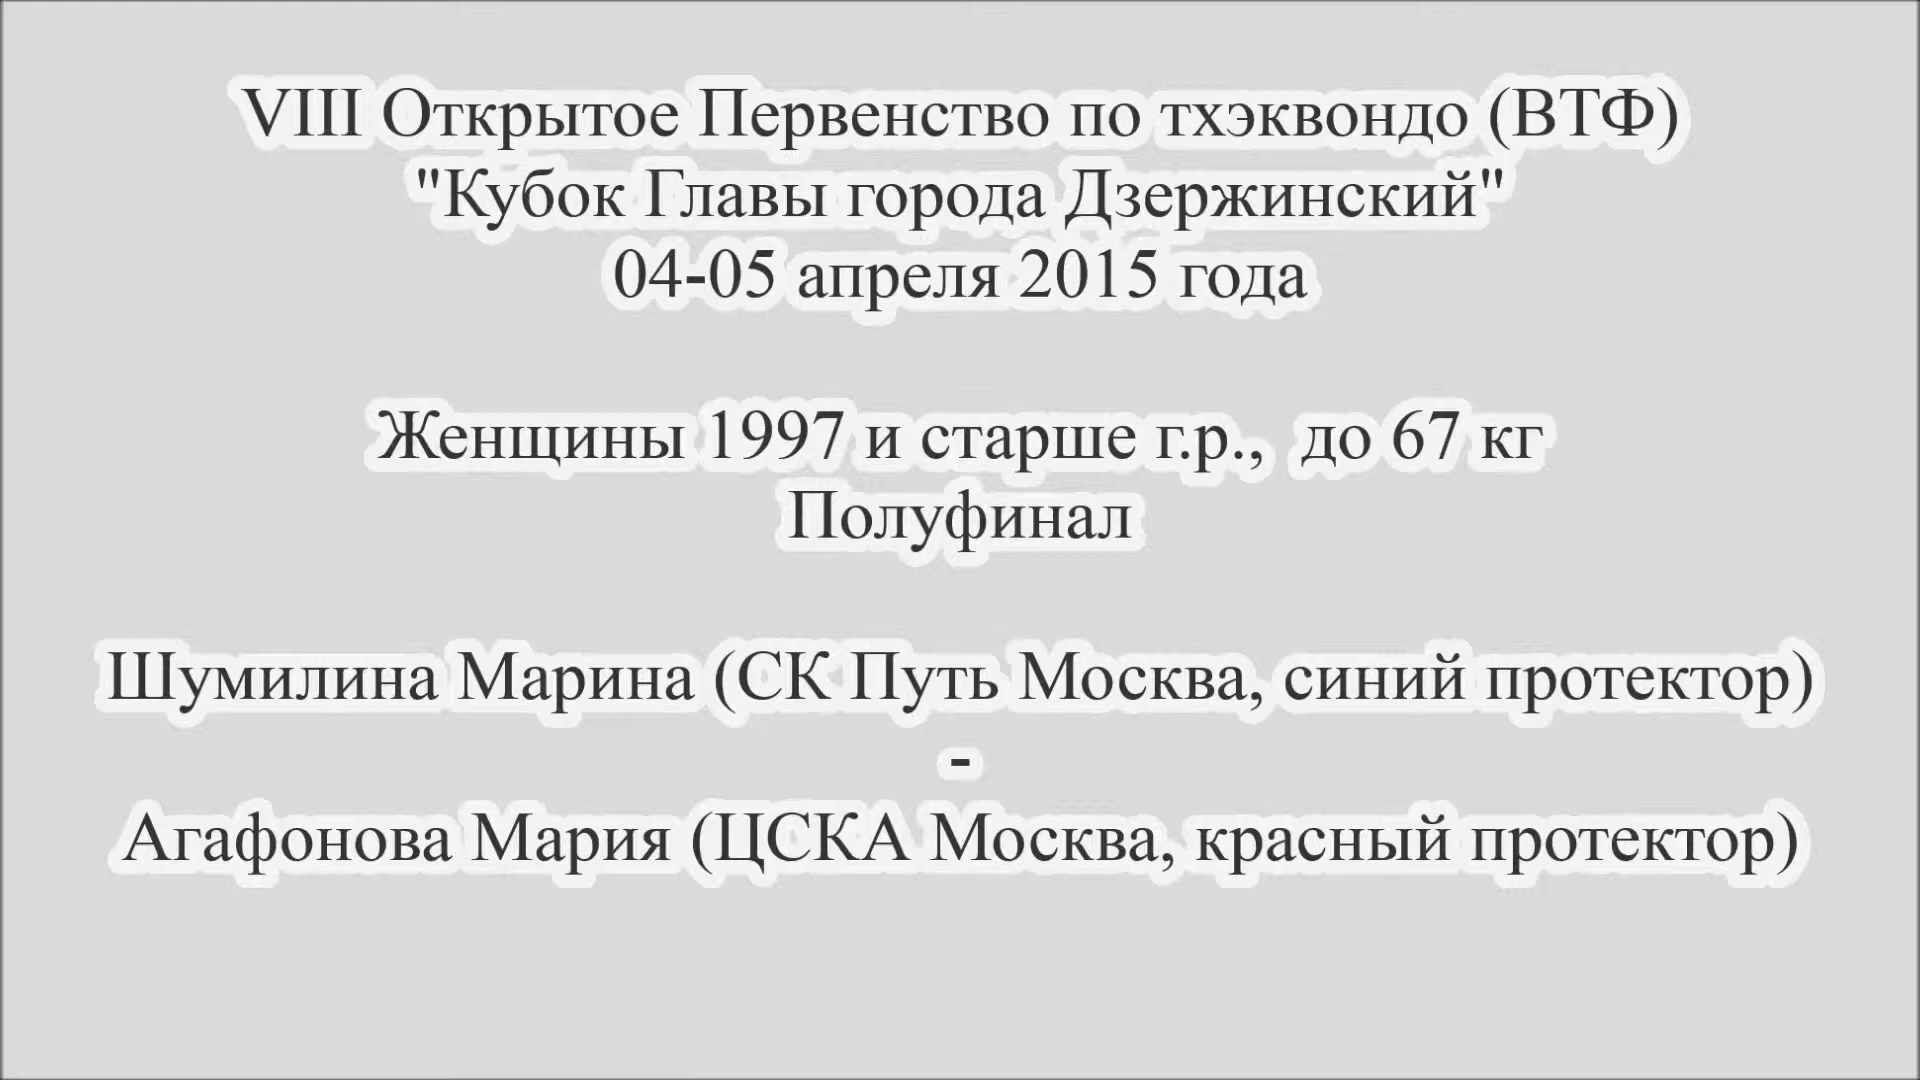 VIII Открытое Первенство по тхэквондо (ВТФ)
"Кубок Главы города Дзержинский"
04-05 апреля 2015 года
Женщины 1997 и старше г.р.,  до 67 кг
Полуфинал
Шумилина Марина (СК Путь Москва, синий протектор)
-
Агафонова Мария (ЦСКА Москва, красный протектор)